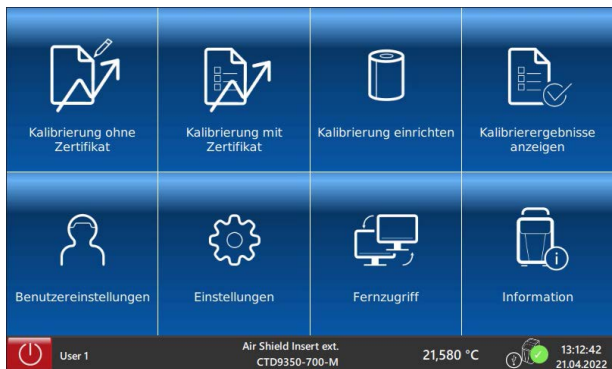 Kalibrierung ohne
Zertifikat
Kalibrierung mit
Zertifikat
Kalibrierung einrichten
Kalibrierergebnisse
anzeigen
Benutzereinstellungen
Einstellungen
Fernzugriff
Information
User 1
Air Shield Insert ext.
CTD9350-700-M
21,580 °C
13:12:42
21.04.2022